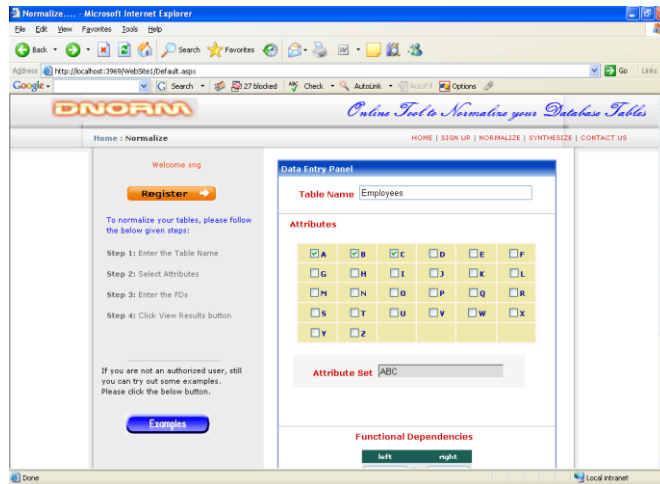 Normalize.... - Microsoft Internet Explorer
File Edit View Favorites Tools Help
Back Search Favorites
Address http://localhost:3969/WebSite1/Default.aspx Go Links
Google Search 27 blocked Check AutoLink AutoFill Options
DNORM Online Tool to Normalize your Database Tables
Home : Normalize HOME | SIGN UP | NORMALIZE | SYNTHESIZE | CONTACT US
Welcome sng
Register
To normalize your tables, please follow
the below given steps:
Step 1: Enter the Table Name
Step 2: Select Attributes
Step 3: Enter the FDs
Step 4: Click View Results button
If you are not an authorized user, still
you can try out some examples.
Please click the below button.
Examples
Data Entry Panel
Table Name Employees
Attributes
A B C D E F
G H I J K L
M N O P Q R
S T U V W X
Y Z
Attribute Set ABC
Functional Dependencies
left right
Done Local intranet